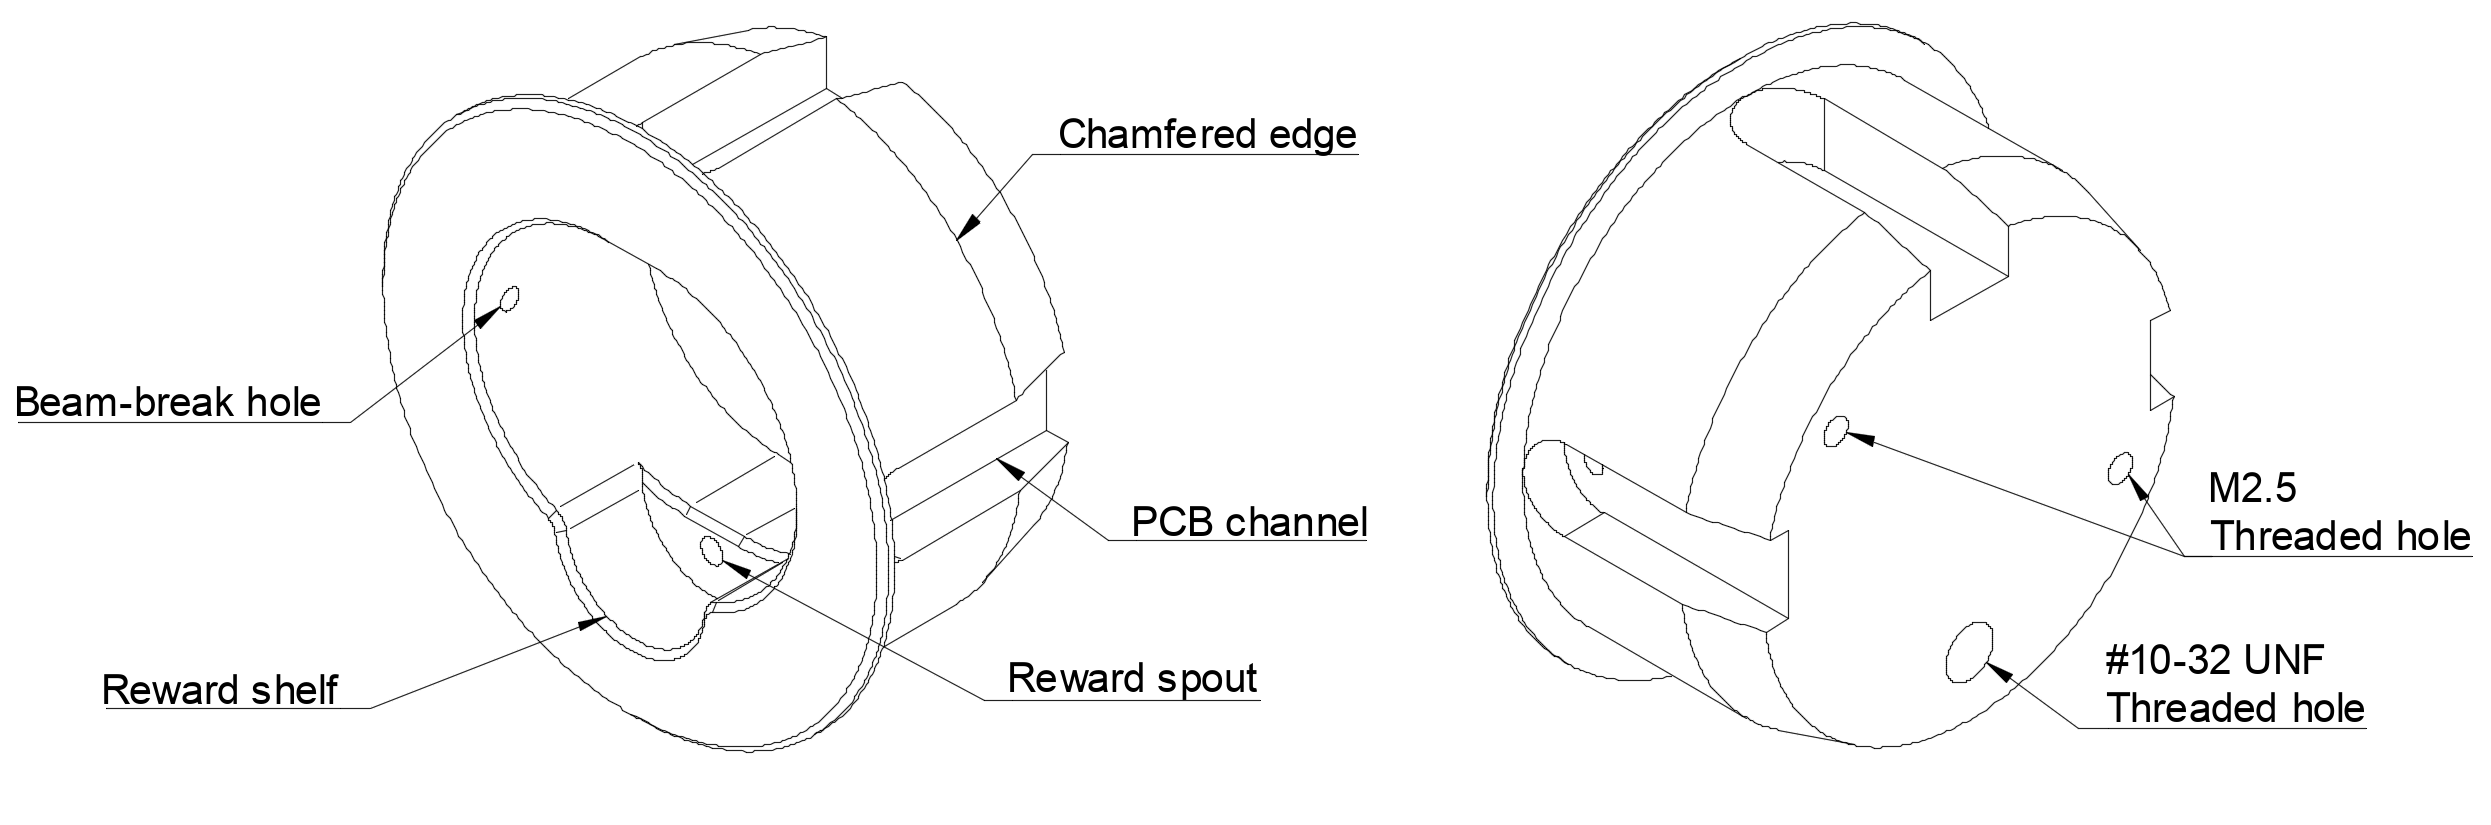 Chamfered edge
Beam-break hole
PCB channel
Reward shelf
Reward spout
M2.5
Threaded hole
#10-32 UNF
Threaded hole